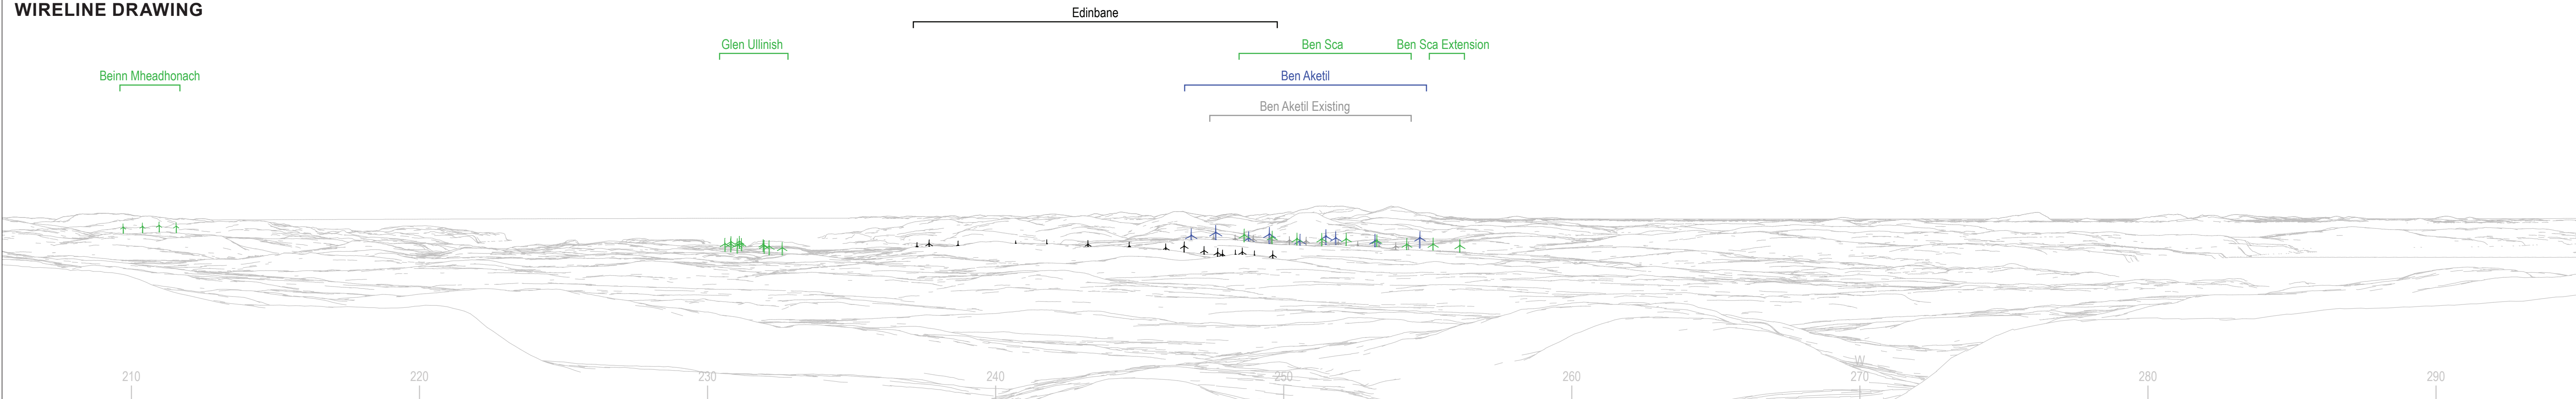 WIRELINE DRAWING
Edinbane
Glen Ullinish
Ben Sca
Ben Sca Extension
Beinn Mheadhonach
Ben Aketil
Ben Aketil Existing
W
210
220
230
240
250
260
270
280
290